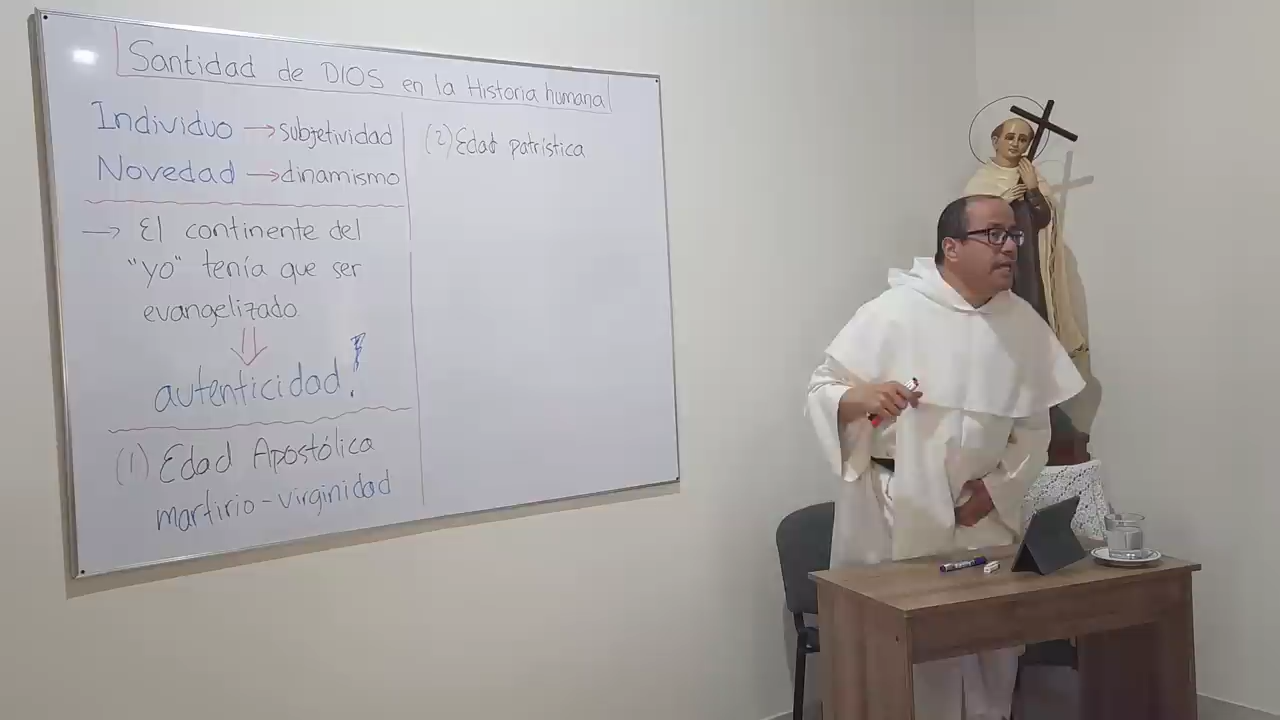 Santidad de DIOS en la Historia humana
Individuo → subjetividad
Novedad → dinamismo
→ El continente del
"yo" tenía que ser
evangelizado
⇓
autenticidad!
(1) Edad Apostólica
martirio - virginidad
(2) Edad patrística